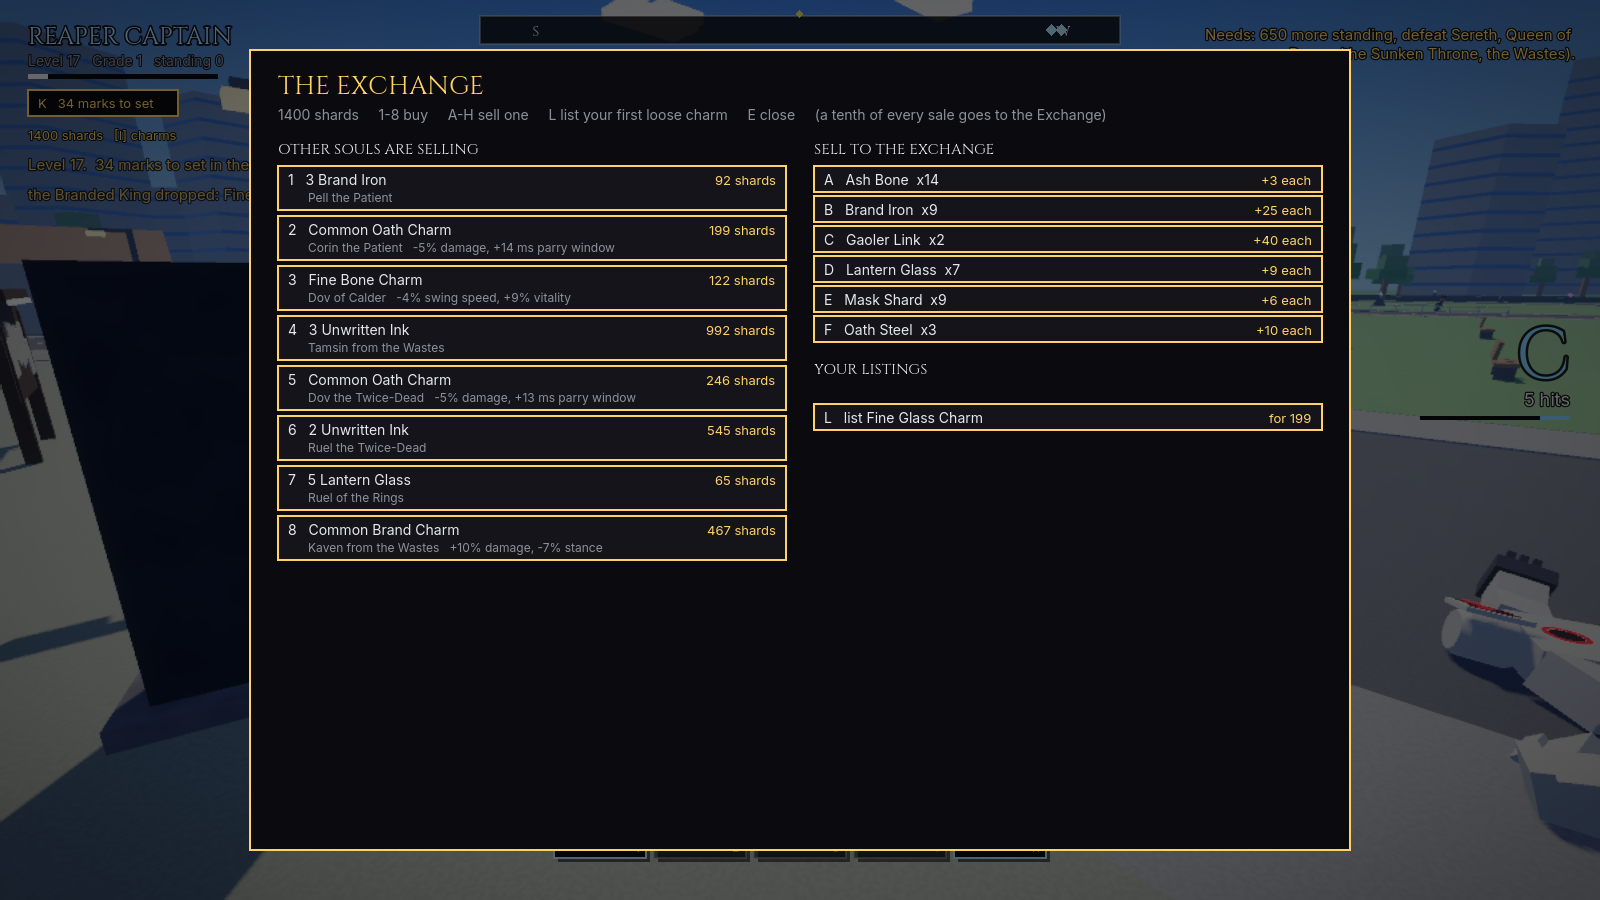 REAPER CAPTAIN
Level 17 Grade 1 standing 0
K 34 marks to set
1400 shards [I] charms
Level 17. 34 marks to set in the
the Branded King dropped: Fine
S
Needs: 650 more standing, defeat Sereth, Queen of
the Sunken Throne, the Wastes).
THE EXCHANGE
1400 shards 1-8 buy A-H sell one L list your first loose charm E close (a tenth of every sale goes to the Exchange)
OTHER SOULS ARE SELLING
1 3 Brand Iron 92 shards
Pell the Patient
2 Common Oath Charm 199 shards
Corin the Patient -5% damage, +14 ms parry window
3 Fine Bone Charm 122 shards
Dov of Calder -4% swing speed, +9% vitality
4 3 Unwritten Ink 992 shards
Tamsin from the Wastes
5 Common Oath Charm 246 shards
Dov the Twice-Dead -5% damage, +13 ms parry window
6 2 Unwritten Ink 545 shards
Ruel the Twice-Dead
7 5 Lantern Glass 65 shards
Ruel of the Rings
8 Common Brand Charm 467 shards
Kaven from the Wastes +10% damage, -7% stance
SELL TO THE EXCHANGE
A Ash Bone x14 +3 each
B Brand Iron x9 +25 each
C Gaoler Link x2 +40 each
D Lantern Glass x7 +9 each
E Mask Shard x9 +6 each
F Oath Steel x3 +10 each
YOUR LISTINGS
L list Fine Glass Charm for 199
C
5 hits